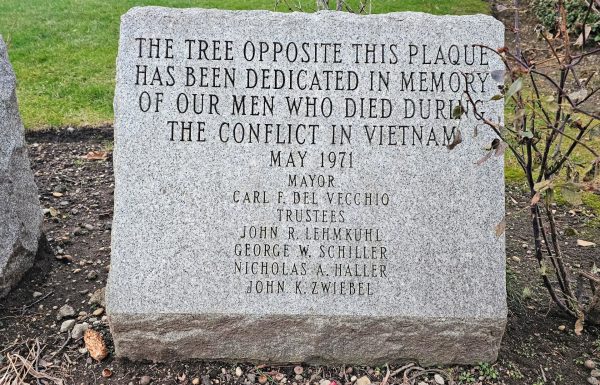 THE TREE OPPOSITE THIS PLAQUE
HAS BEEN DEDICATED IN MEMORY
OF OUR MEN WHO DIED DURING
THE CONFLICT IN VIETNAM
MAY 1971
MAYOR
CARL F. DEL VECCHIO
TRUSTEES
JOHN R. LEHMKUHL
GEORGE W. SCHILLER
NICHOLAS A. HALLER
JOHN K. ZWIEBEL